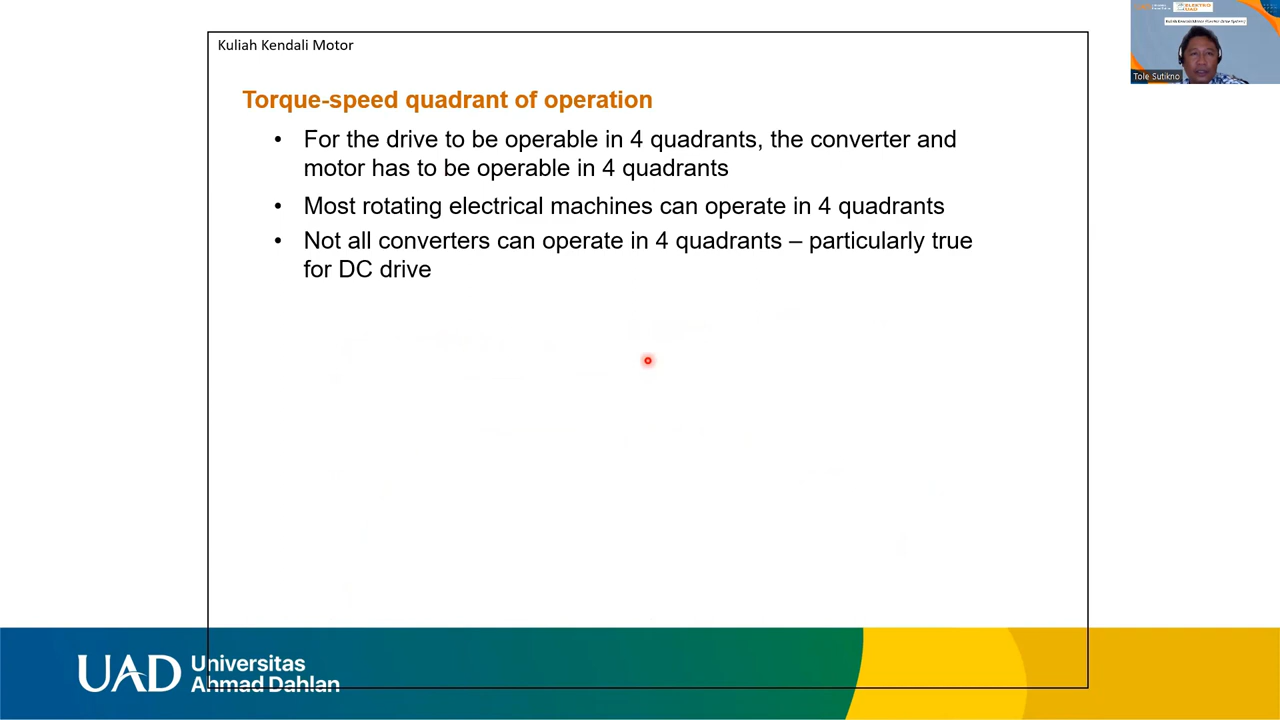 Kuliah Kendali Motor
Torque-speed quadrant of operation
• For the drive to be operable in 4 quadrants, the converter and
motor has to be operable in 4 quadrants
• Most rotating electrical machines can operate in 4 quadrants
• Not all converters can operate in 4 quadrants – particularly true
for DC drive
UAD Universitas
Ahmad Dahlan
Tole Sutikno